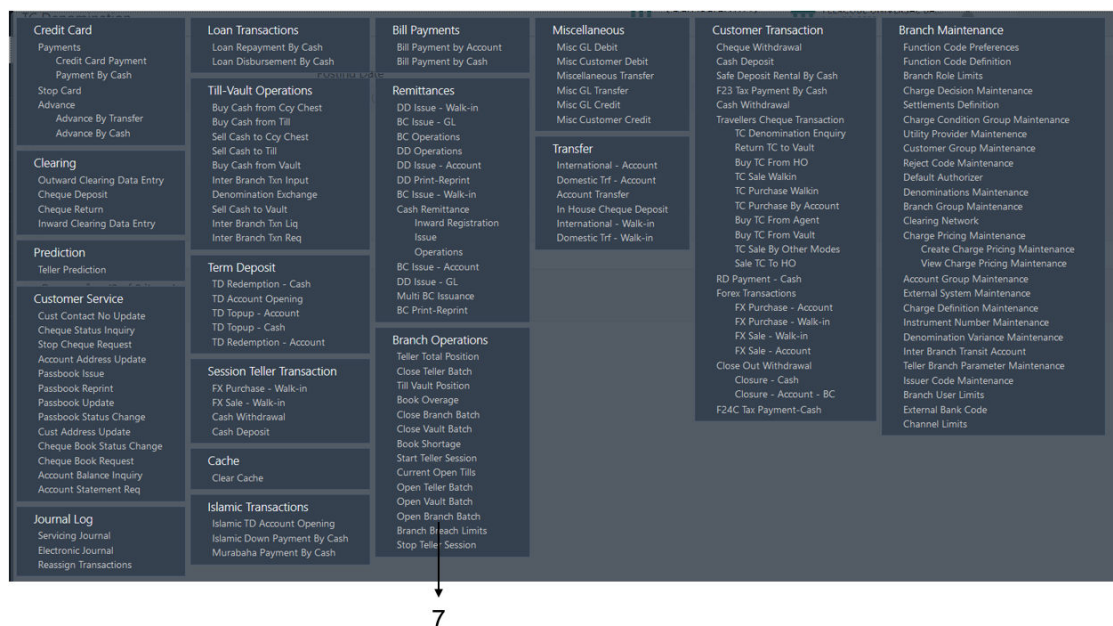 Credit Card
Payments
Credit Card Payment
Payment By Cash
Stop Card
Advance
Advance By Transfer
Advance By Cash
Clearing
Outward Clearing Data Entry
Cheque Deposit
Cheque Return
Inward Clearing Data Entry
Prediction
Teller Prediction
Customer Service
Cust Contact No Update
Cheque Status Inquiry
Stop Cheque Request
Account Address Update
Passbook Issue
Passbook Reprint
Passbook Update
Passbook Status Change
Cust Address Update
Cheque Book Status Change
Cheque Book Request
Account Balance Inquiry
Account Statement Req
Journal Log
Servicing Journal
Electronic Journal
Reassign Transactions
Loan Transactions
Loan Repayment By Cash
Loan Disbursement By Cash
Till-Vault Operations
Buy Cash from Ccy Chest
Buy Cash from Till
Sell Cash to Ccy Chest
Sell Cash to Till
Buy Cash from Vault
Inter Branch Txn Input
Denomination Exchange
Sell Cash to Vault
Inter Branch Txn Liq
Inter Branch Txn Req
Term Deposit
TD Redemption - Cash
TD Account Opening
TD Topup - Account
TD Topup - Cash
TD Redemption - Account
Session Teller Transaction
FX Purchase - Walk-in
FX Sale - Walk-in
Cash Withdrawal
Cash Deposit
Cache
Clear Cache
Islamic Transactions
Islamic TD Account Opening
Islamic Down Payment By Cash
Murabaha Payment By Cash
Bill Payments
Bill Payment by Account
Bill Payment by Cash
Remittances
DD Issue - Walk-in
BC Issue - GL
BC Operations
DD Operations
DD Issue - Account
DD Print-Reprint
BC Issue - Walk-in
Cash Remittance
Inward Registration
Issue
Operations
BC Issue - Account
DD Issue - GL
Multi BC Issuance
BC Print-Reprint
Branch Operations
Teller Total Position
Close Teller Batch
Till Vault Position
Book Overage
Close Branch Batch
Close Vault Batch
Book Shortage
Start Teller Session
Current Open Tills
Open Teller Batch
Open Vault Batch
Open Branch Batch
Branch Breach Limits
Stop Teller Session
Miscellaneous
Misc GL Debit
Misc Customer Debit
Miscellaneous Transfer
Misc GL Transfer
Misc GL Credit
Misc Customer Credit
Transfer
International - Account
Domestic Trf - Account
Account Transfer
In House Cheque Deposit
International - Walk-in
Domestic Trf - Walk-in
Customer Transaction
Cheque Withdrawal
Cash Deposit
Safe Deposit Rental By Cash
F23 Tax Payment By Cash
Cash Withdrawal
Travellers Cheque Transaction
TC Denomination Enquiry
Return TC to Vault
Buy TC From HO
TC Sale Walkin
TC Purchase Walkin
TC Purchase By Account
Buy TC From Agent
Buy TC From Vault
TC Sale By Other Modes
Sale TC To HO
RD Payment - Cash
Forex Transactions
FX Purchase - Account
FX Purchase - Walk-in
FX Sale - Walk-in
FX Sale - Account
Close Out Withdrawal
Closure - Cash
Closure - Account - BC
F24C Tax Payment-Cash
Branch Maintenance
Function Code Preferences
Function Code Definition
Branch Role Limits
Charge Decision Maintenance
Settlements Definition
Charge Condition Group Maintenance
Utility Provider Maintenence
Customer Group Maintenance
Reject Code Maintenance
Default Authorizer
Denominations Maintenance
Branch Group Maintenance
Clearing Network
Charge Pricing Maintenance
Create Charge Pricing Maintenance
View Charge Pricing Maintenance
Account Group Maintenance
External System Maintenance
Charge Definition Maintenance
Instrument Number Maintenance
Denomination Variance Maintenance
Inter Branch Transit Account
Teller Branch Parameter Maintenance
Issuer Code Maintenance
Branch User Limits
External Bank Code
Channel Limits
7